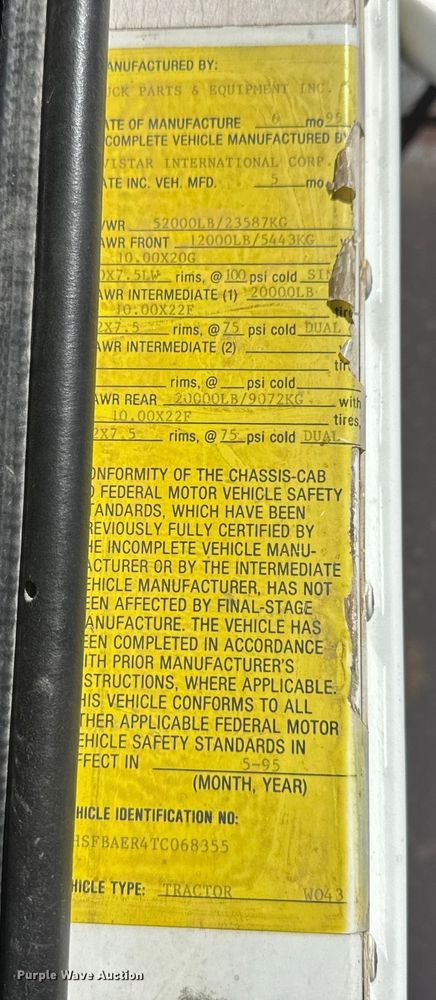 ANUFACTURED BY:
UCK PARTS & EQUIPMENT INC.
ATE OF MANUFACTURE 6 mo 95
COMPLETE VEHICLE MANUFACTURED BY
VISTAR INTERNATIONAL CORP.
ATE INC. VEH. MFD. 5 mo
VWR 52000LB/23587KG
AWR FRONT 12000LB/5443KG
10.00X20G
0X7.5LW rims, @ 100 psi cold
AWR INTERMEDIATE (1) 20000LB
10.00X22F tire
2X7.5 rims, @ 75 psi cold DUAL
AWR INTERMEDIATE (2)
tir
rims, @ psi cold
AWR REAR 20000LB/9072KG with
10.00X22F tires,
2X7.5 rims, @ 75 psi cold DUAL
ONFORMITY OF THE CHASSIS-CAB
O FEDERAL MOTOR VEHICLE SAFETY
TANDARDS, WHICH HAVE BEEN
REVIOUSLY FULLY CERTIFIED BY
HE INCOMPLETE VEHICLE MANU-
ACTURER OR BY THE INTERMEDIATE
EHICLE MANUFACTURER, HAS NOT
EEN AFFECTED BY FINAL-STAGE
ANUFACTURE. THE VEHICLE HAS
EEN COMPLETED IN ACCORDANCE
ITH PRIOR MANUFACTURER'S
STRUCTIONS, WHERE APPLICABLE.
HIS VEHICLE CONFORMS TO ALL
THER APPLICABLE FEDERAL MOTOR
EHICLE SAFETY STANDARDS IN
FFECT IN 5-95
(MONTH, YEAR)
HICLE IDENTIFICATION NO:
HSFBAER4TC068355
HICLE TYPE: TRACTOR W043
Purple Wave Auction